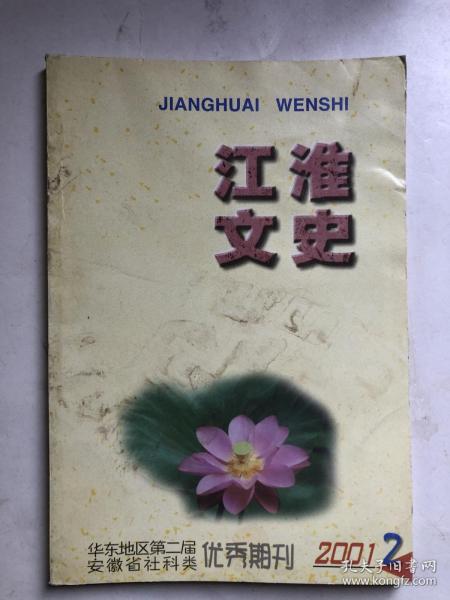 JIANGHUAI WENSHI
江淮
文史
华东地区第二届
安徽省社科类
优秀期刊
2001.2
孔夫子旧书网
kongfz.com